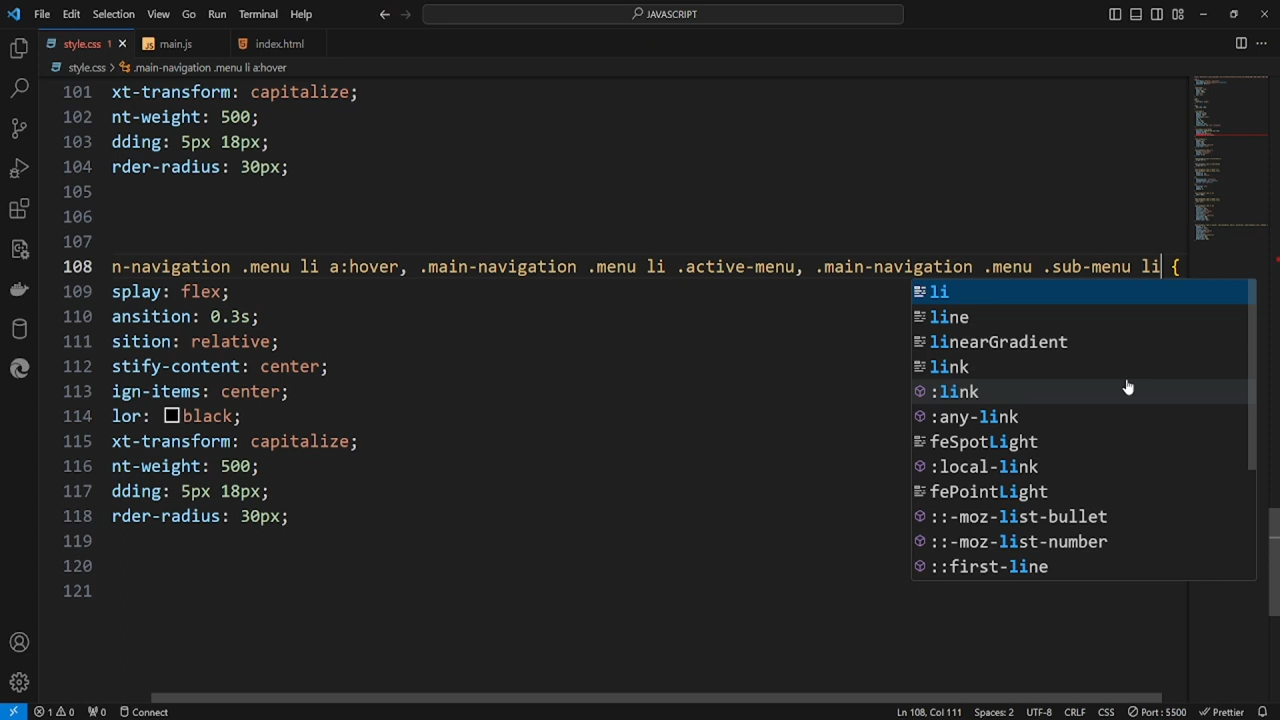 File Edit Selection View Go Run Terminal Help JAVASCRIPT
style.css 1 main.js index.html
style.css > .main-navigation .menu li a:hover
101 xt-transform: capitalize;
102 nt-weight: 500;
103 dding: 5px 18px;
104 rder-radius: 30px;
105
106
107
108 n-navigation .menu li a:hover, .main-navigation .menu li .active-menu, .main-navigation .menu .sub-menu li {
109 splay: flex;
110 ansition: 0.3s;
111 sition: relative;
112 stify-content: center;
113 ign-items: center;
114 lor: black;
115 xt-transform: capitalize;
116 nt-weight: 500;
117 dding: 5px 18px;
118 rder-radius: 30px;
119
120
121
li
line
linearGradient
link
:link
:any-link
feSpotLight
:local-link
fePointLight
::-moz-list-bullet
::-moz-list-number
::first-line
1 0 0 Connect Ln 108, Col 111 Spaces: 2 UTF-8 CRLF CSS Port : 5500 Prettier